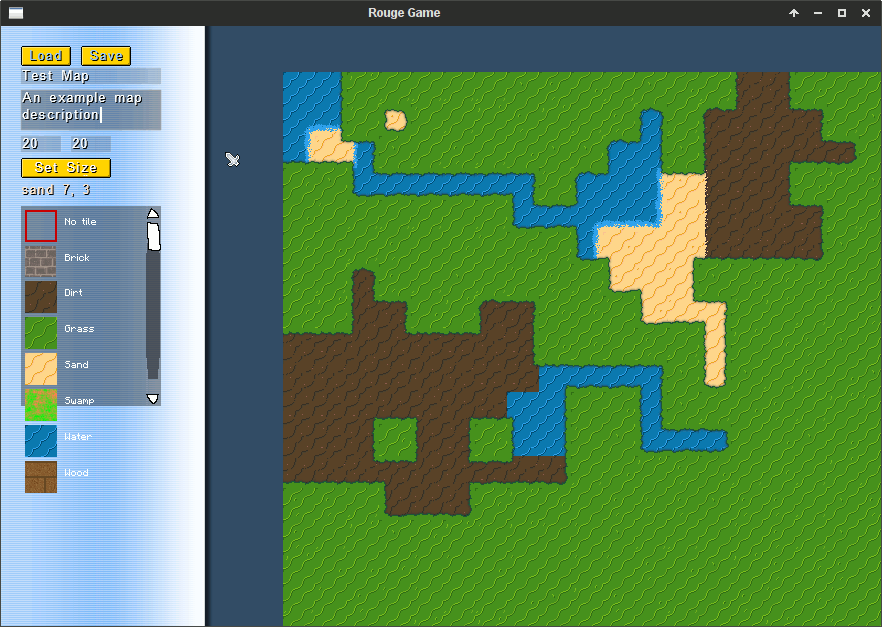 Rouge Game
Load Save
Test Map
An example map
description
20 20
Set Size
sand 7, 3
No tile
Brick
Dirt
Grass
Sand
Swamp
Water
Wood